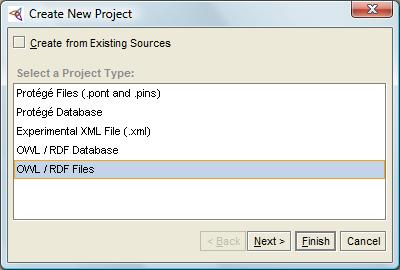 Create New Project
Create from Existing Sources
Select a Project Type:
Protégé Files (.pont and .pins)
Protégé Database
Experimental XML File (.xml)
OWL / RDF Database
OWL / RDF Files
< Back Next > Finish Cancel